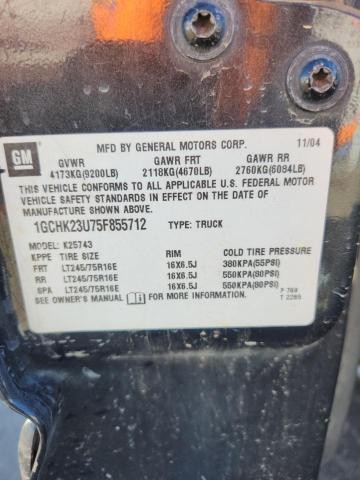 GM
MFD BY GENERAL MOTORS CORP. 11/04
GVWR GAWR FRT GAWR RR
4173KG(9200LB) 2118KG(4670LB) 2760KG(6084LB)
THIS VEHICLE CONFORMS TO ALL APPLICABLE U.S. FEDERAL MOTOR
VEHICLE SAFETY STANDARDS IN EFFECT ON THE DATE OF
MANUFACTURE SHOWN ABOVE.
1GCHK23U75F855712 TYPE: TRUCK
MODEL: K25743
KPPE TIRE SIZE RIM COLD TIRE PRESSURE
FRT LT245/75R16E 16X6.5J 380KPA(55PSI)
RR LT245/75R16E 16X6.5J 550KPA(80PSI)
SPA LT245/75R16E 16X6.5J 550KPA(80PSI)
SEE OWNER'S MANUAL FOR MORE INFORMATION
F 769
T 2265